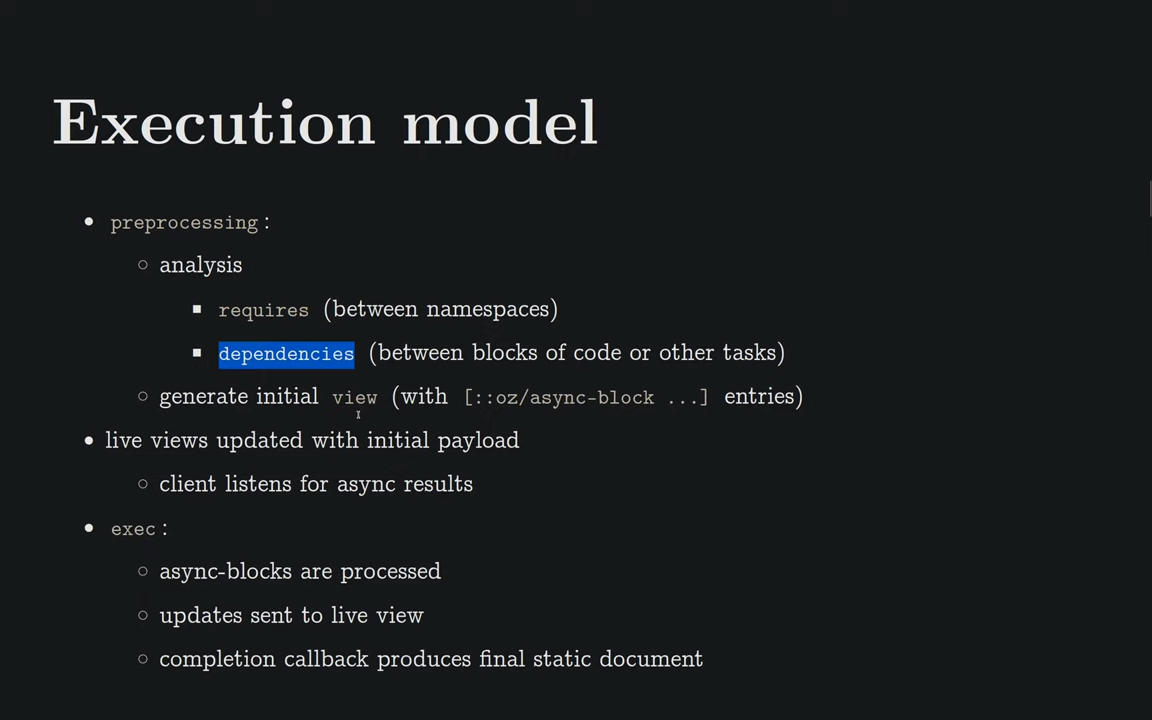 Execution model
preprocessing:
analysis
requires (between namespaces)
dependencies (between blocks of code or other tasks)
generate initial view (with [::oz/async-block ...] entries)
live views updated with initial payload
client listens for async results
exec:
async-blocks are processed
updates sent to live view
completion callback produces final static document